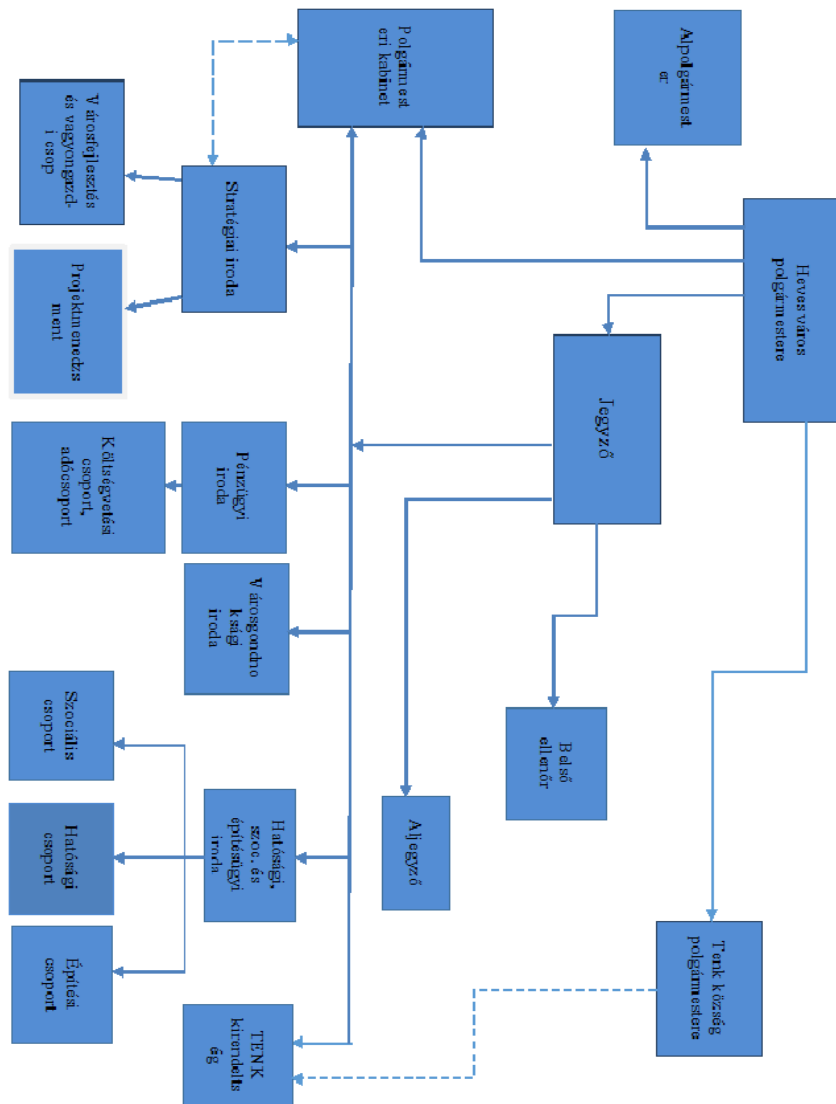 Heves város
polgármestere
Alpolgármest
er
Tenk község
polgármestere
Jegyző
Belső
ellenőr
Polgármest
eri kabinet
Aljegyző
Stratégiai iroda
Pénzügyi
iroda
Városgondno
ksági
iroda
Hatósági,
szoc. és
építésügyi
iroda
TENK
kirendelts
ég
Városfejlesztés
és vagyongazd-
i csop
Projektmenedzs
ment
Költségvetési
csoport,
adócsoport
Szociális
csoport
Hatósági
csoport
Építési
csoport